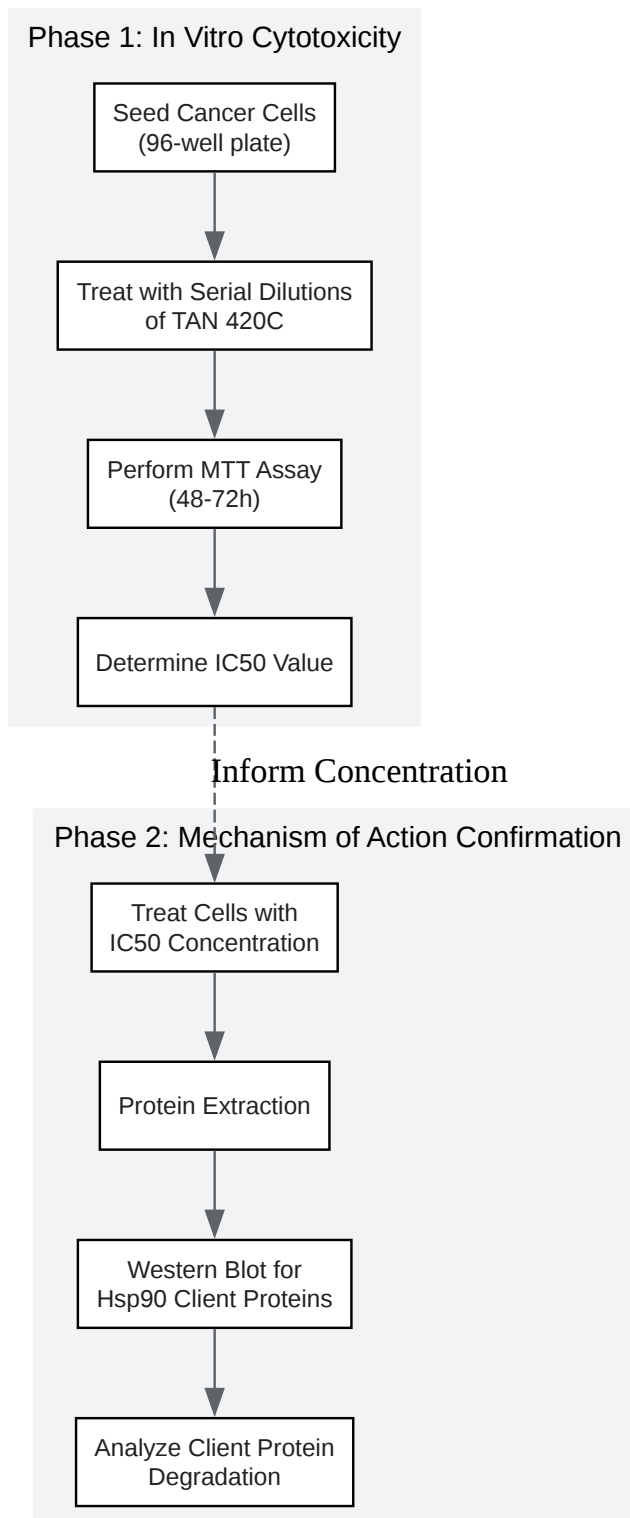 Phase 1: In Vitro Cytotoxicity
Seed Cancer Cells
(96-well plate)
Treat with Serial Dilutions
of TAN 420C
Perform MTT Assay
(48-72h)
Determine IC50 Value
Inform Concentration
Phase 2: Mechanism of Action Confirmation
Treat Cells with
IC50 Concentration
Protein Extraction
Western Blot for
Hsp90 Client Proteins
Analyze Client Protein
Degradation